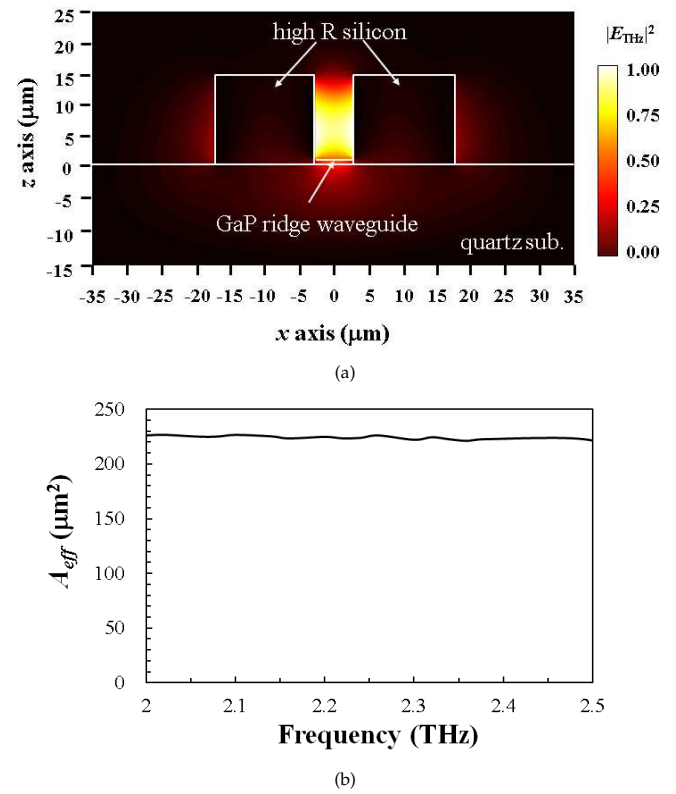 high R silicon
|E_THz|²
z axis (μm)
25
20
15
10
5
0
-5
-10
-15
1.00
0.75
0.50
0.25
0.00
GaP ridge waveguide
quartz sub.
-35 -30 -25 -20 -15 -10 -5 0 5 10 15 20 25 30 35
x axis (μm)
(a)
A_eff (μm²)
250
200
150
100
50
0
2 2.1 2.2 2.3 2.4 2.5
Frequency (THz)
(b)